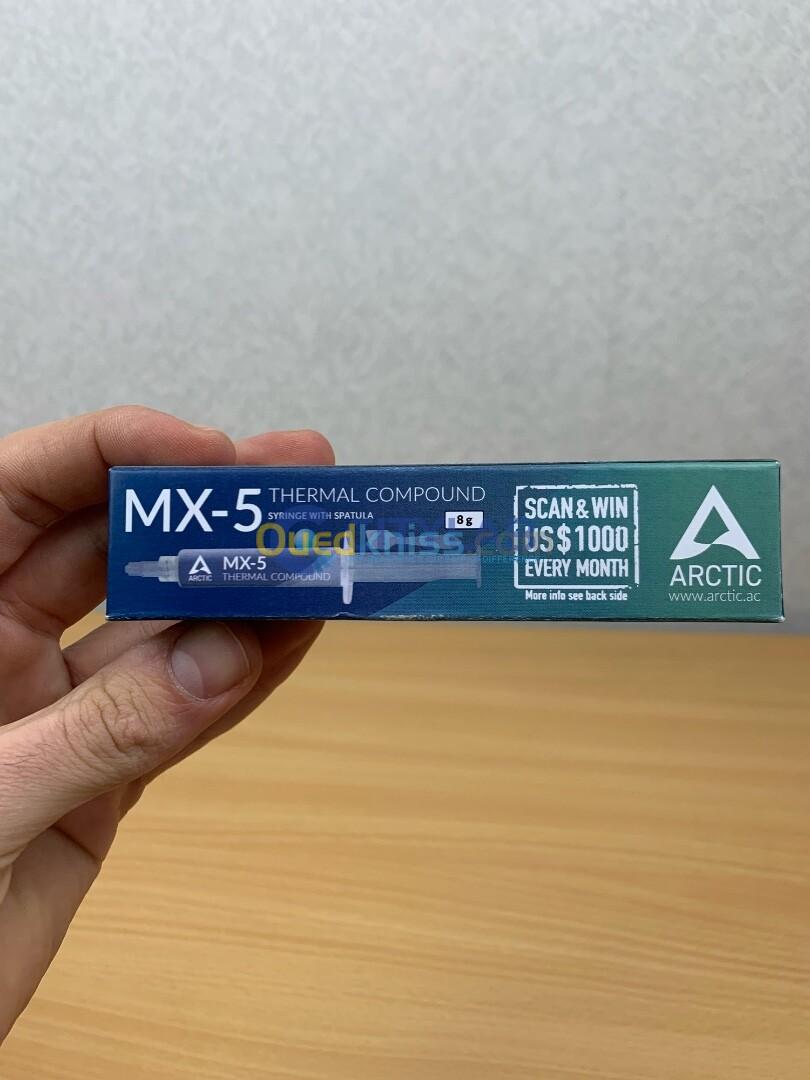 MX-5
THERMAL COMPOUND
SYRINGE WITH SPATULA
8 g
Ouedkniss.com
ARCTIC
MX-5
THERMAL COMPOUND
SCAN & WIN
US$1000
EVERY MONTH
More info see back side
ARCTIC
www.arctic.ac